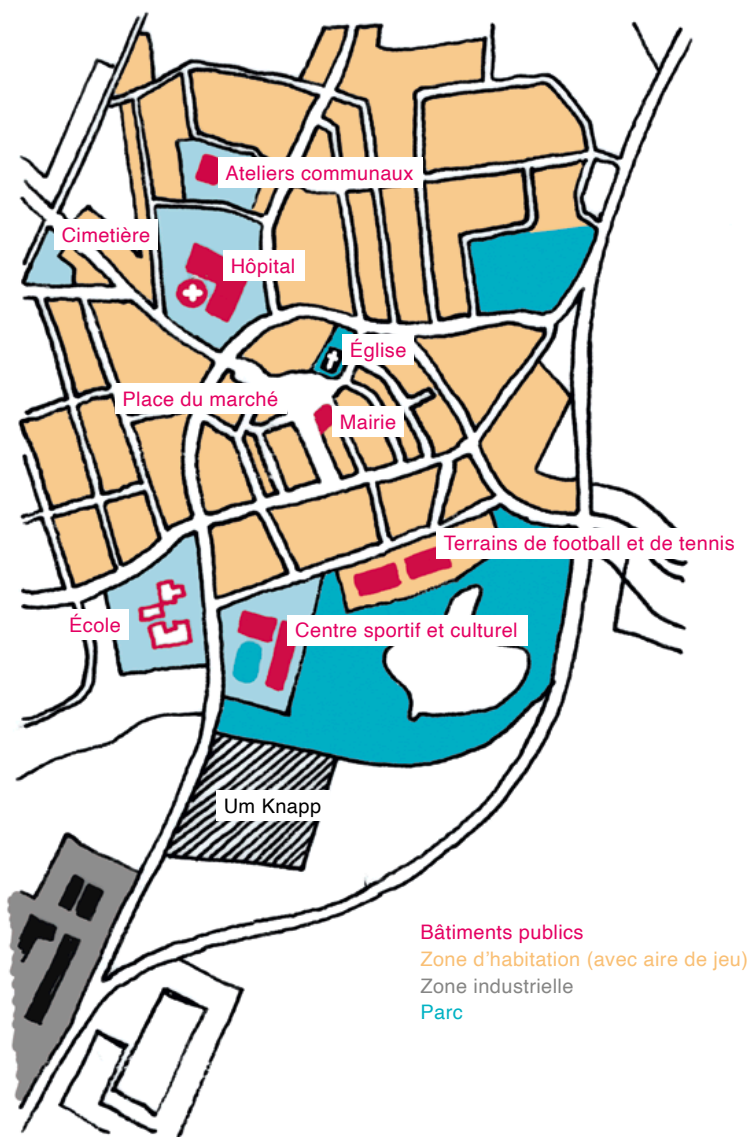 Ateliers communaux
Cimetière
Hôpital
Église
Place du marché
Mairie
Terrains de football et de tennis
École
Centre sportif et culturel
Um Knapp
Bâtiments publics
Zone d'habitation (avec aire de jeu)
Zone industrielle
Parc